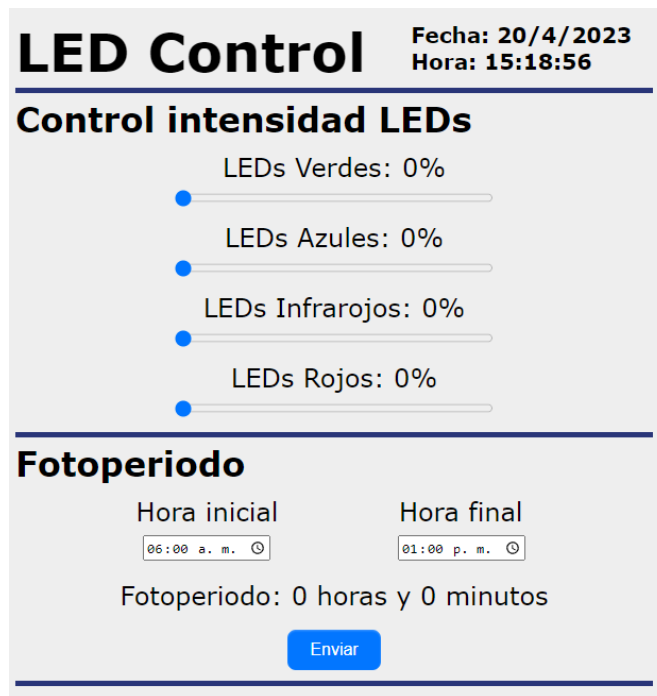 LED Control
Fecha: 20/4/2023
Hora: 15:18:56
Control intensidad LEDs
LEDs Verdes: 0%
LEDs Azules: 0%
LEDs Infrarojos: 0%
LEDs Rojos: 0%
Fotoperiodo
Hora inicial
Hora final
06:00 a. m.
01:00 p. m.
Fotoperiodo: 0 horas y 0 minutos
Enviar